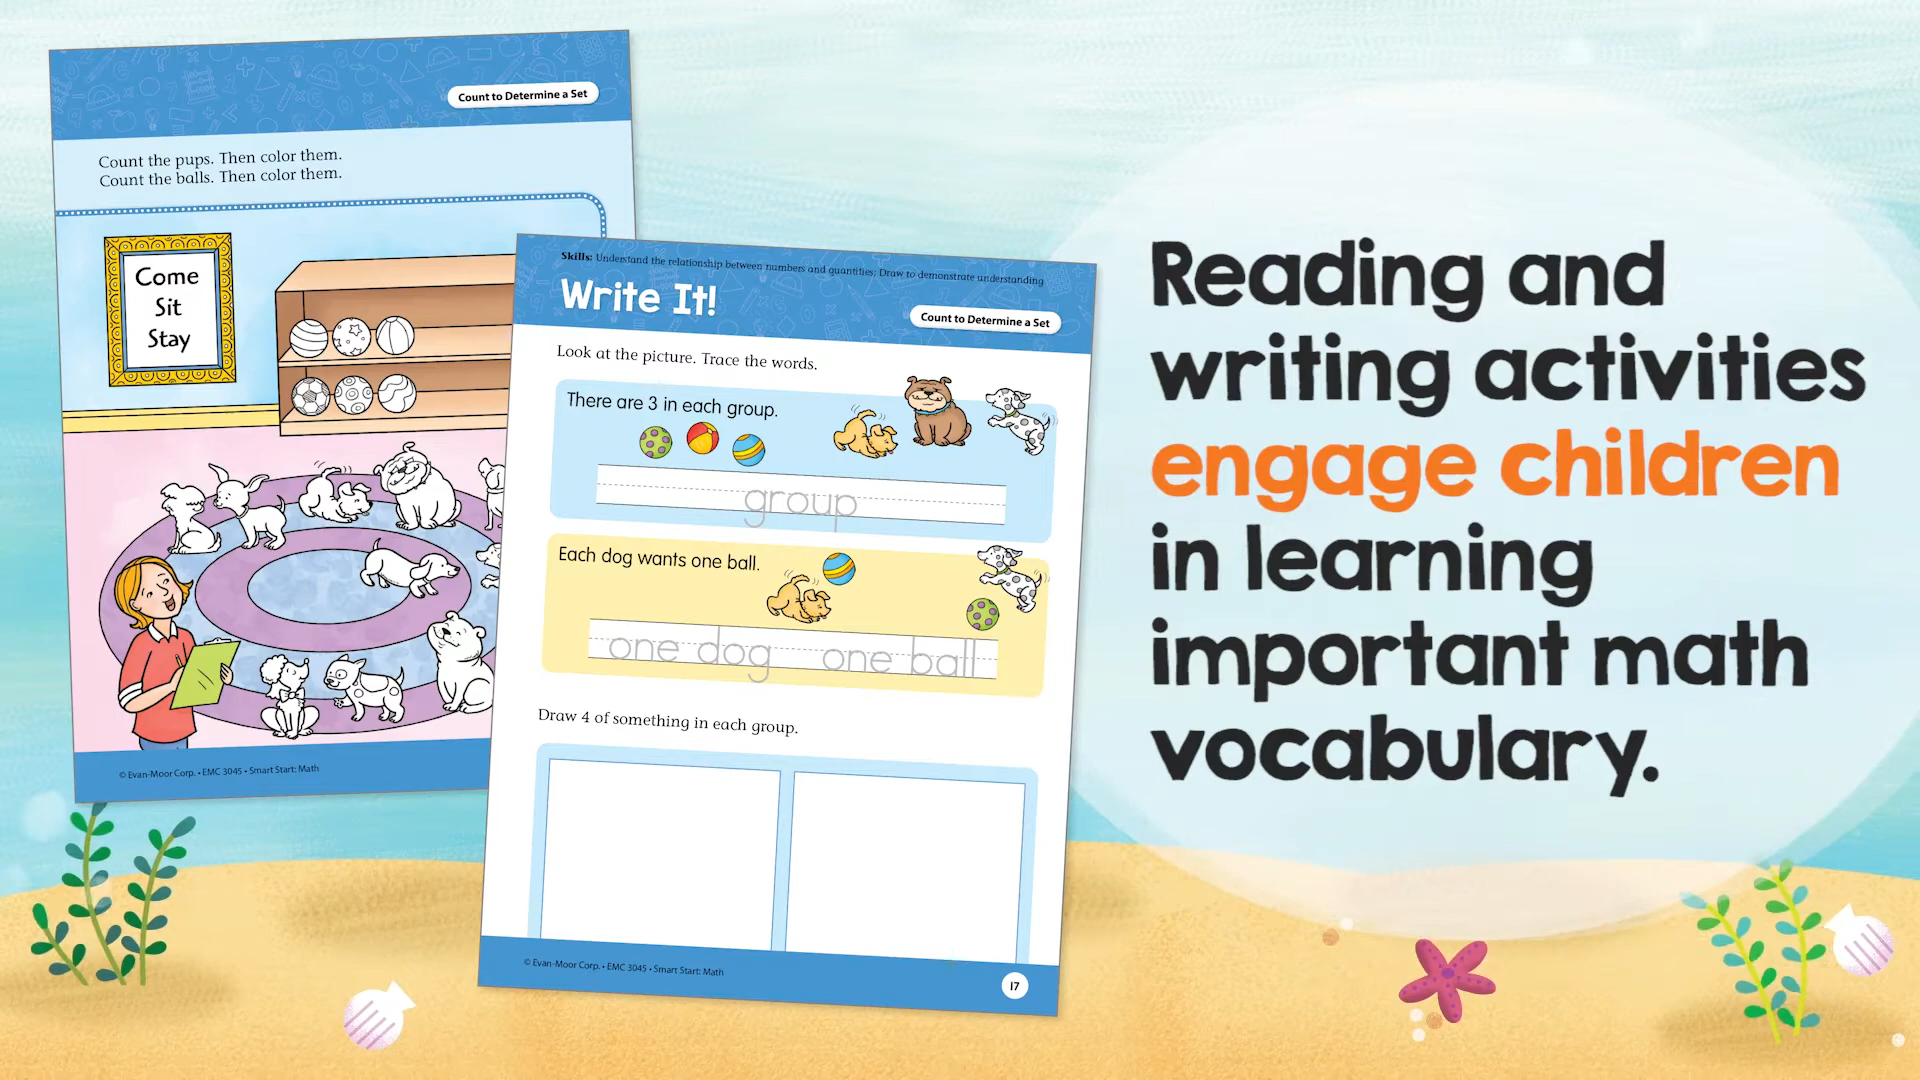 Count to Determine a Set
Count the pups. Then color them.
Count the balls. Then color them.
Come
Sit
Stay
© Evan-Moor Corp. • EMC 3045 • Smart Start: Math
Skills: Understand the relationship between numbers and quantities; Draw to demonstrate understanding
Write It!
Count to Determine a Set
Look at the picture. Trace the words.
There are 3 in each group.
group
Each dog wants one ball.
one dog one ball
Draw 4 of something in each group.
© Evan-Moor Corp. • EMC 3045 • Smart Start: Math
17
Reading and
writing activities
engage children
in learning
important math
vocabulary.